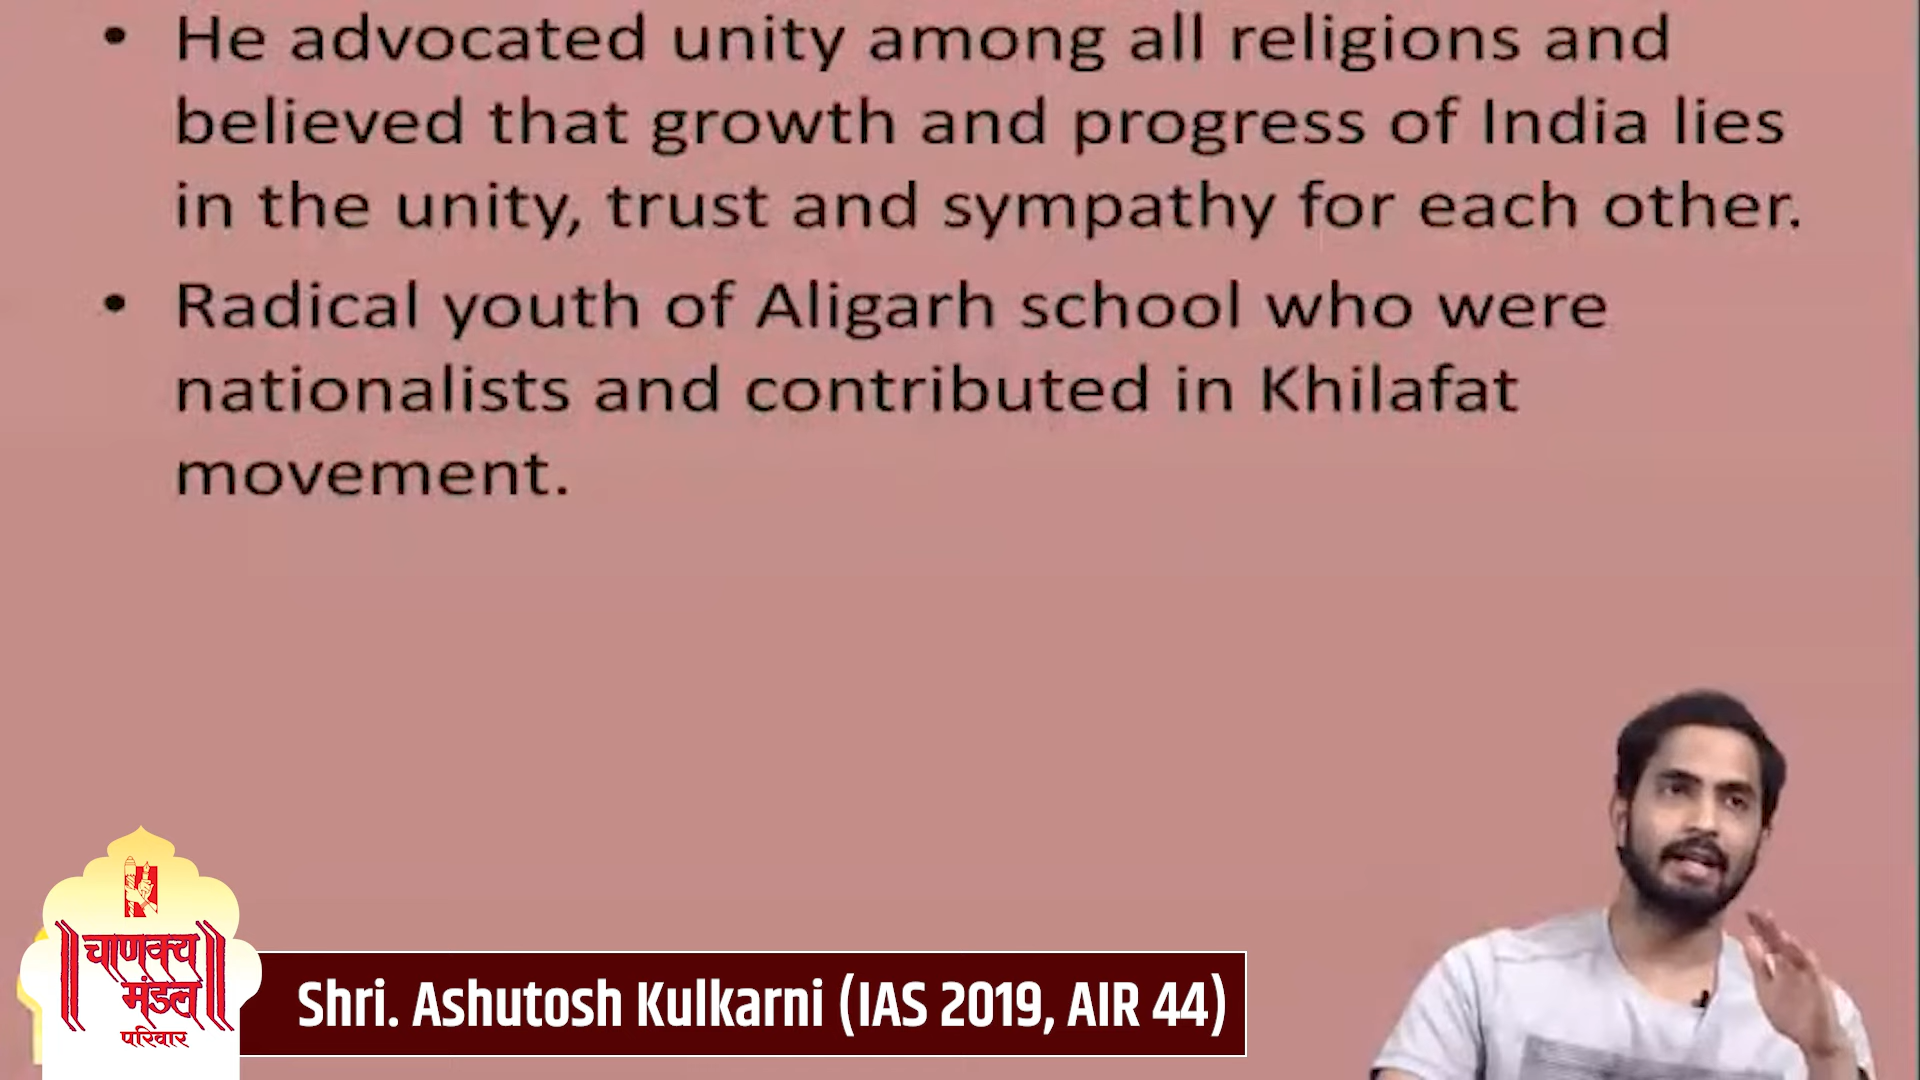 • He advocated unity among all religions and
believed that growth and progress of India lies
in the unity, trust and sympathy for each other.
• Radical youth of Aligarh school who were
nationalists and contributed in Khilafat
movement.
॥ चाणक्य ॥
मंडल
परिवार
Shri. Ashutosh Kulkarni (IAS 2019, AIR 44)